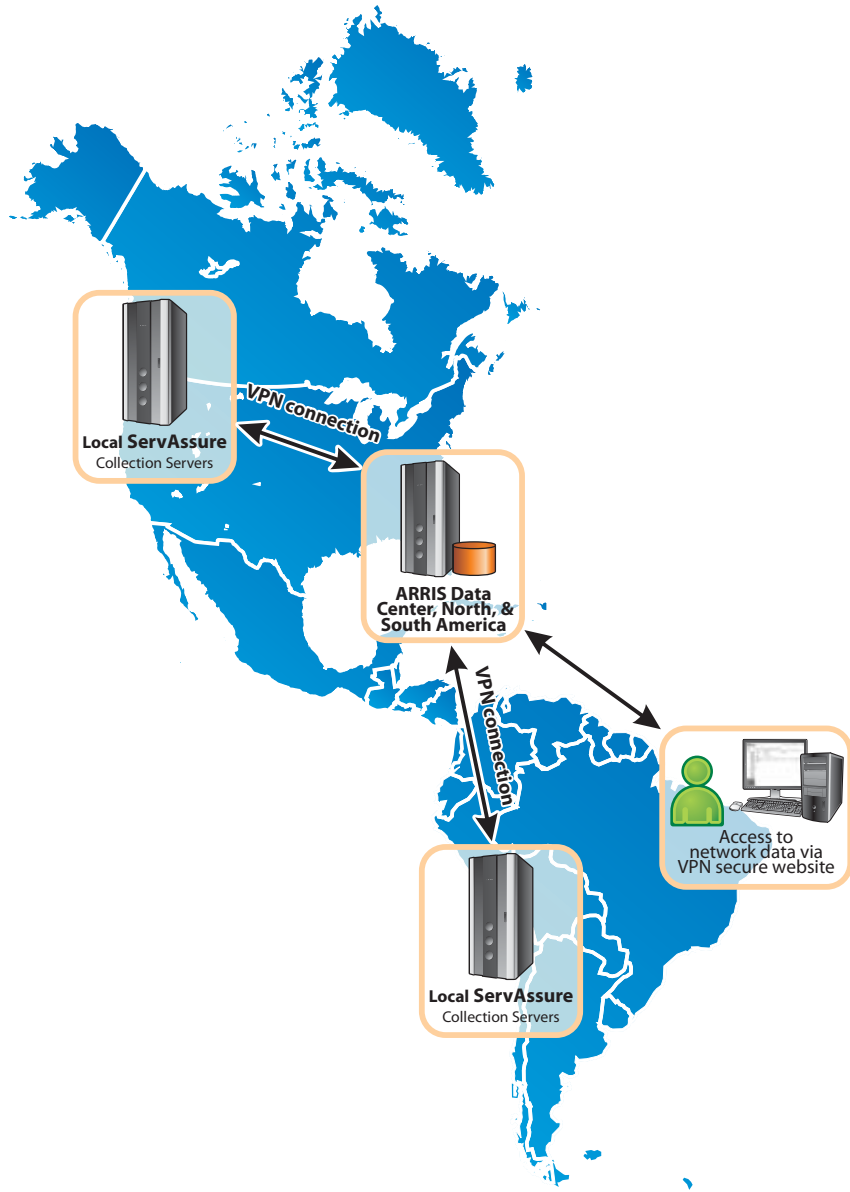 VPN connection
Local ServAssure
Collection Servers
ARRIS Data
Center, North, &
South America
VPN connection
Access to
network data via
VPN secure website
Local ServAssure
Collection Servers